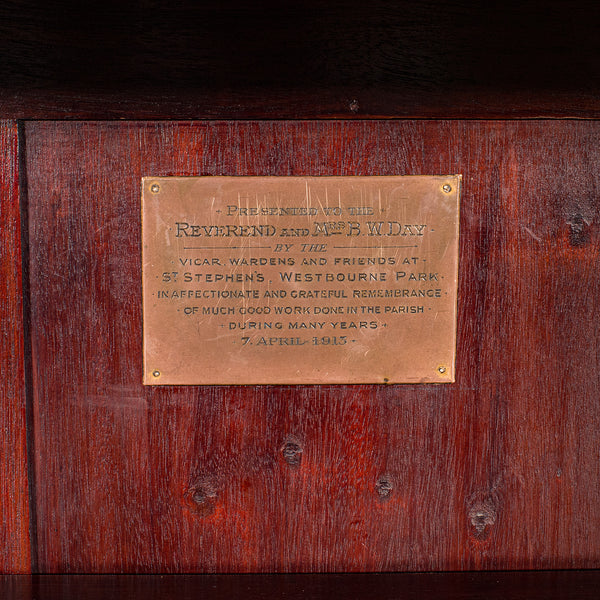 · PRESENTED TO THE ·
REVEREND AND MRS B. W. DAY
BY THE
VICAR, WARDENS AND FRIENDS AT
ST STEPHEN'S, WESTBOURNE PARK
· IN AFFECTIONATE AND GRATEFUL REMEMBRANCE ·
· OF MUCH GOOD WORK DONE IN THE PARISH ·
· DURING MANY YEARS ·
· 7. APRIL · 1913 ·